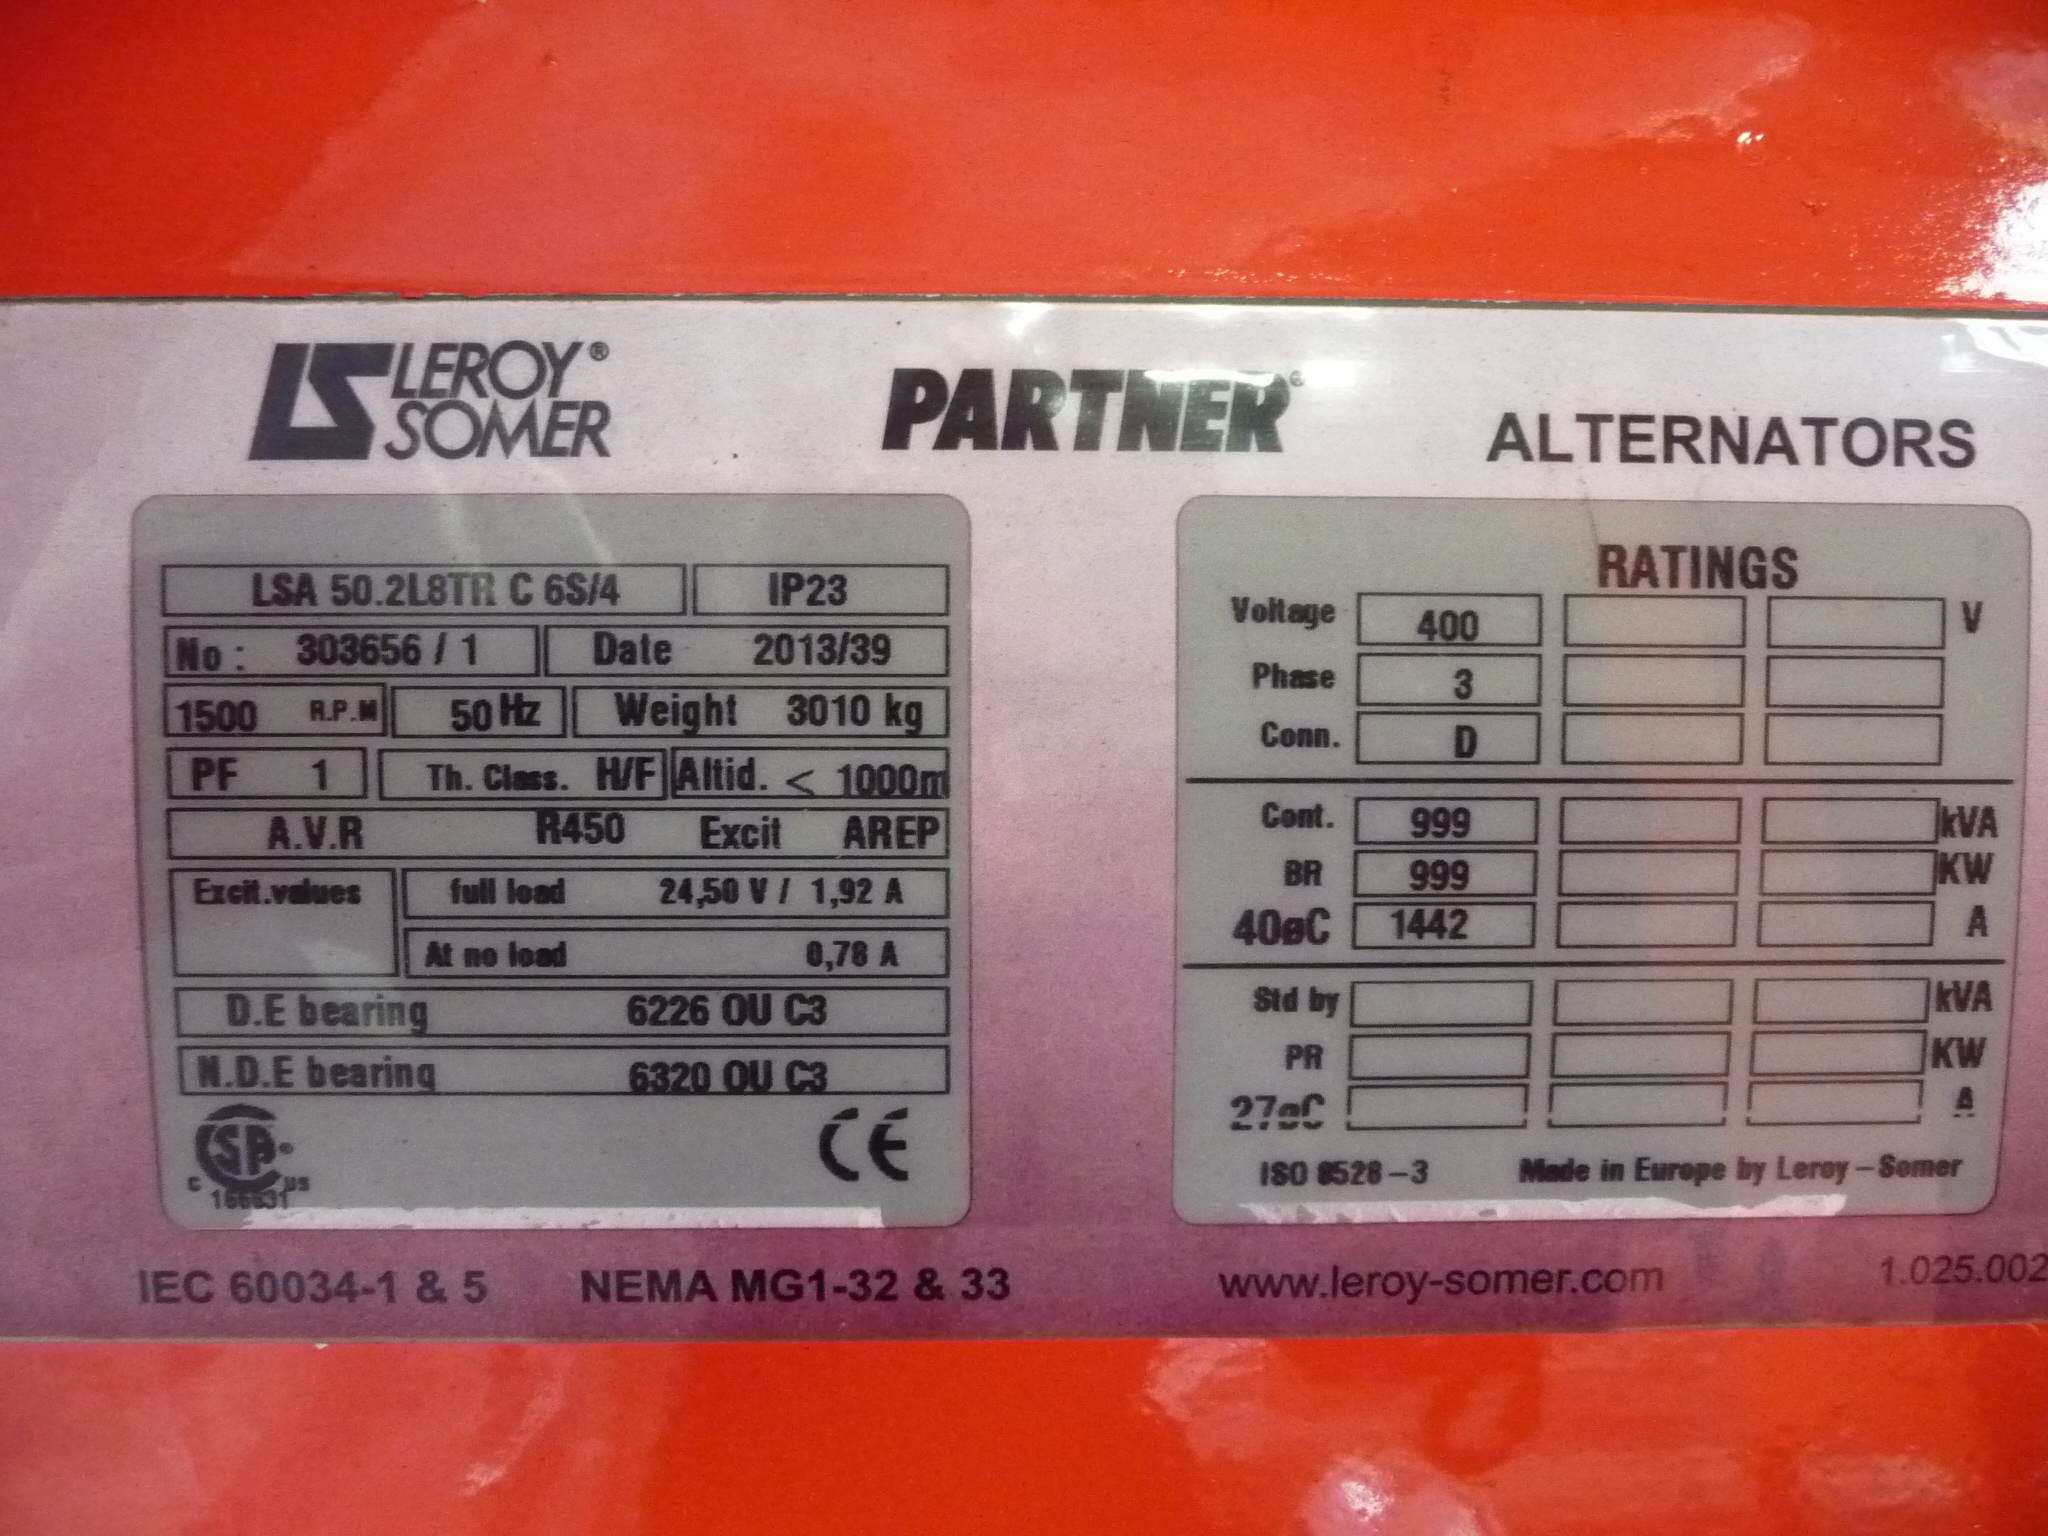 LEROY®
SOMER
PARTNER®
ALTERNATORS
LSA 50.2L8TR C 6S/4 IP23
No : 303656 / 1 Date 2013/39
1500 R.P.M 50 Hz Weight 3010 kg
PF 1 Th. Class. H/F Altid. < 1000m
A.V.R R450 Excit AREP
Excit.values full load 24,50 V / 1,92 A
At no load 0,78 A
D.E bearing 6226 OU C3
N.D.E bearing 6320 OU C3
CSA®
C US
166631
CE
RATINGS
Voltage 400 V
Phase 3
Conn. D
Cont. 999 kVA
BR 999 KW
40øC 1442 A
Std by kVA
PR KW
27øC A
ISO 8528-3 Made in Europe by Leroy-Somer
IEC 60034-1 & 5 NEMA MG1-32 & 33
www.leroy-somer.com 1.025.002